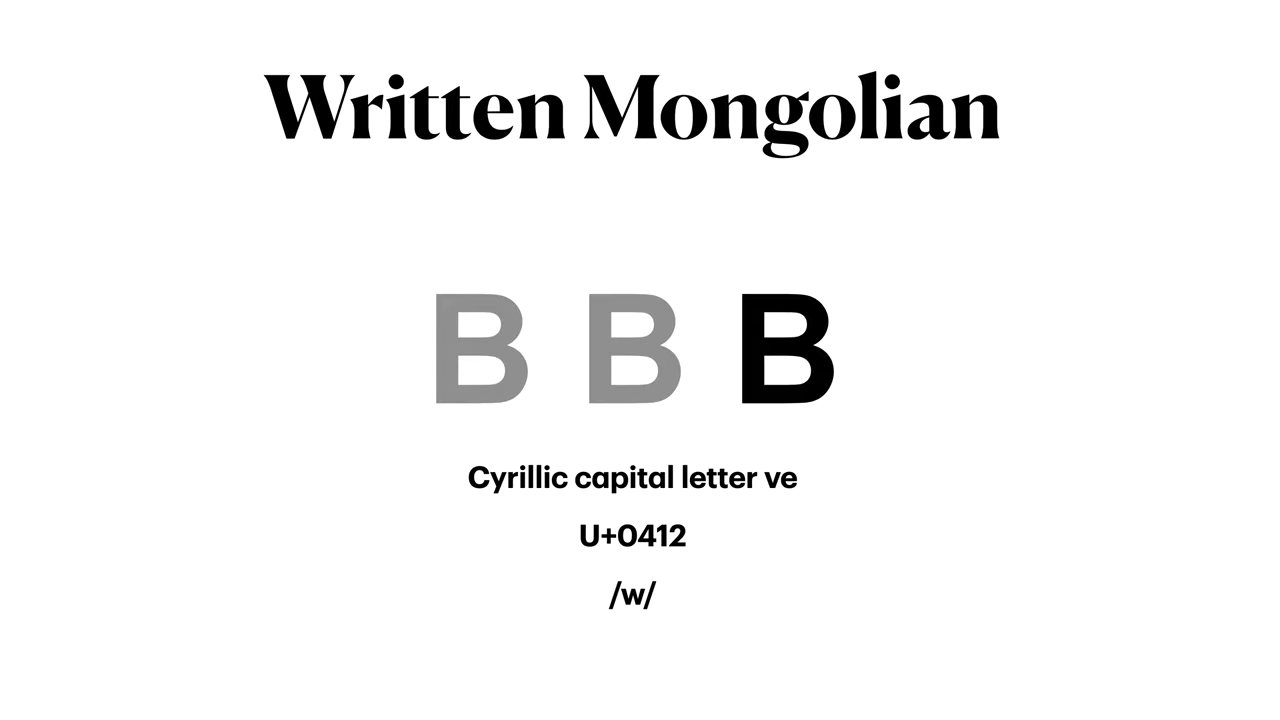 Written Mongolian
В В В
Cyrillic capital letter ve
U+0412
/w/